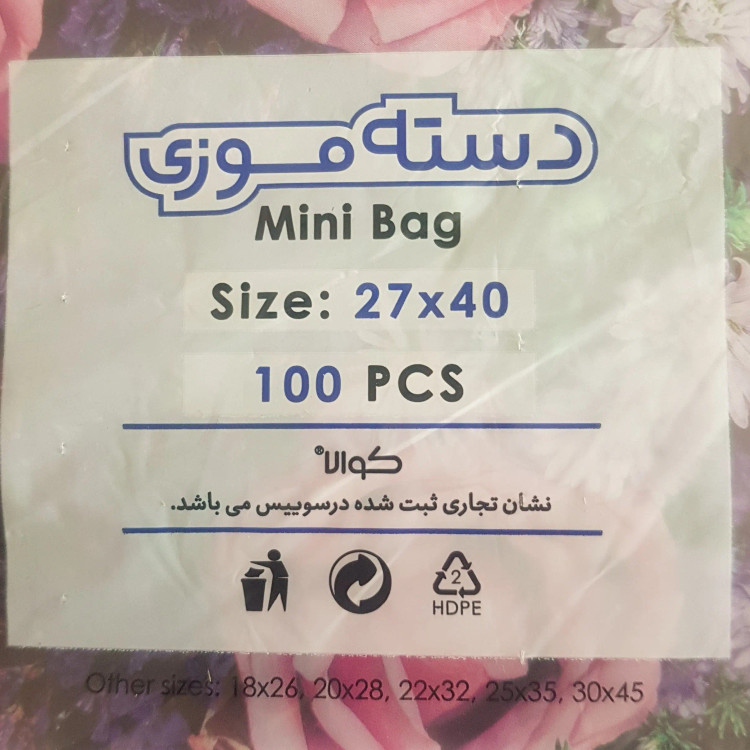 دسته موزی
Mini Bag
Size: 27x40
100 PCS
کوالا®
نشان تجاری ثبت شده درسوییس می باشد.
2
HDPE
Other sizes: 18x26, 20x28, 22x32, 25x35, 30x45